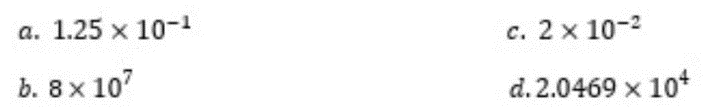 a. 1.25 × 10⁻¹ c. 2 × 10⁻²
b. 8 × 10⁷ d. 2.0469 × 10⁴